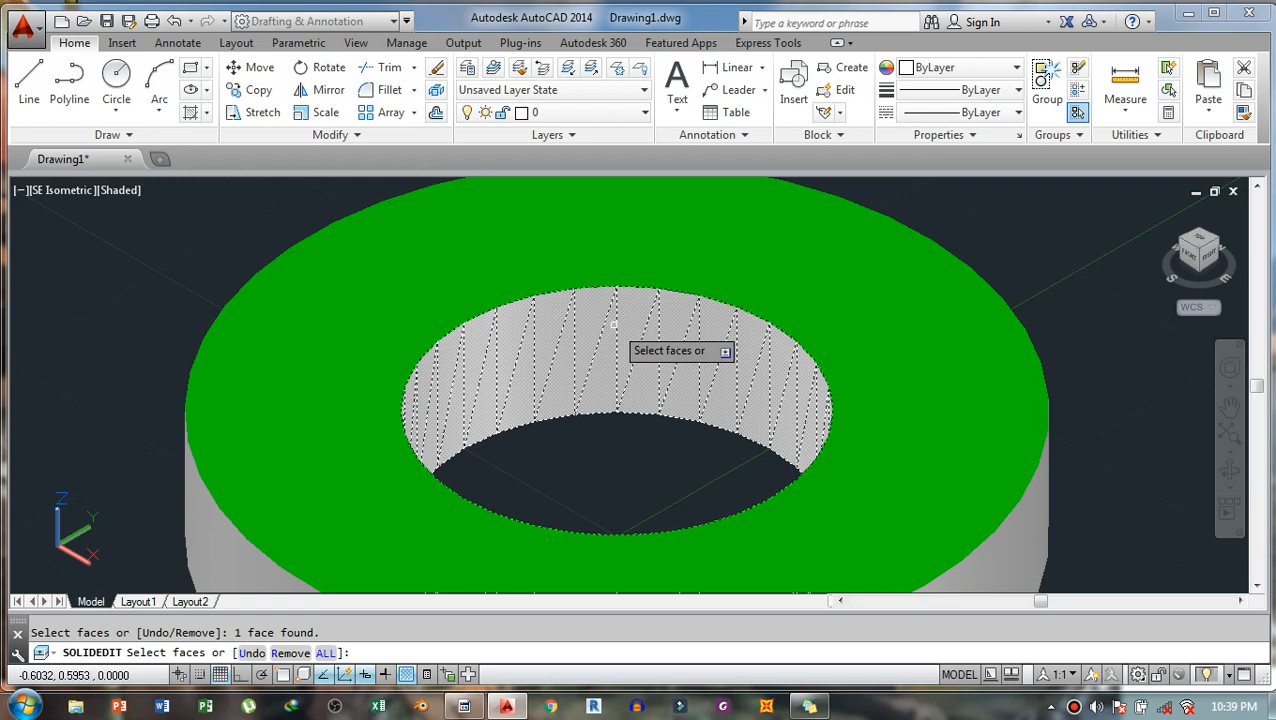 Drafting & Annotation
Autodesk AutoCAD 2014 Drawing1.dwg
Type a keyword or phrase
Sign In
Home Insert Annotate Layout Parametric View Manage Output Plug-ins Autodesk 360 Featured Apps Express Tools
Line Polyline Circle Arc
Move Rotate Trim
Copy Mirror Fillet
Stretch Scale Array
Unsaved Layer State
0
Text
Linear
Leader
Table
Insert
Create
Edit
ByLayer
ByLayer
ByLayer
Group
Measure
Paste
Draw Modify Layers Annotation Block Properties Groups Utilities Clipboard
Drawing1*
[−][SE Isometric][Shaded]
TOP
FRONT RIGHT
S E
WCS
Select faces or
Z
Y
X
Model Layout1 Layout2
Select faces or [Undo/Remove]: 1 face found.
SOLIDEDIT Select faces or [Undo Remove ALL]:
-0.6032, 0.5953, 0.0000
MODEL
1:1
10:39 PM